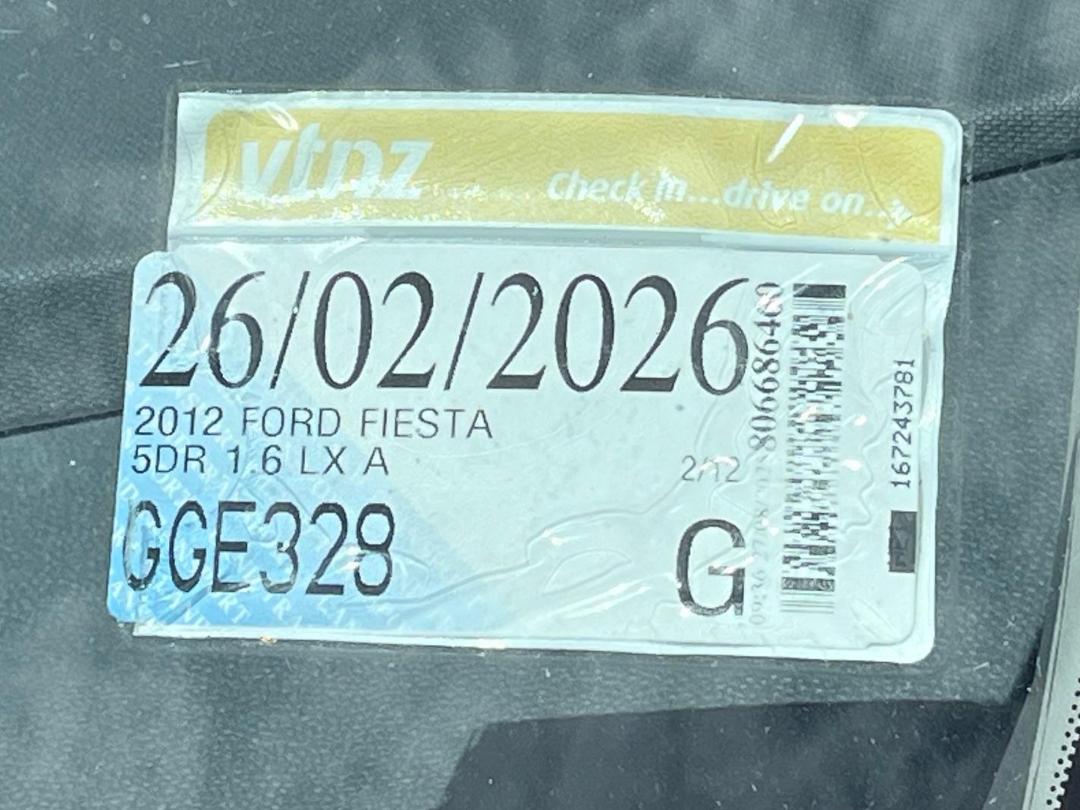 vtnz
check in...drive on...
26/02/2026
2012 FORD FIESTA
5DR 1.6 LX A
2/12
GGE328
G
167243781